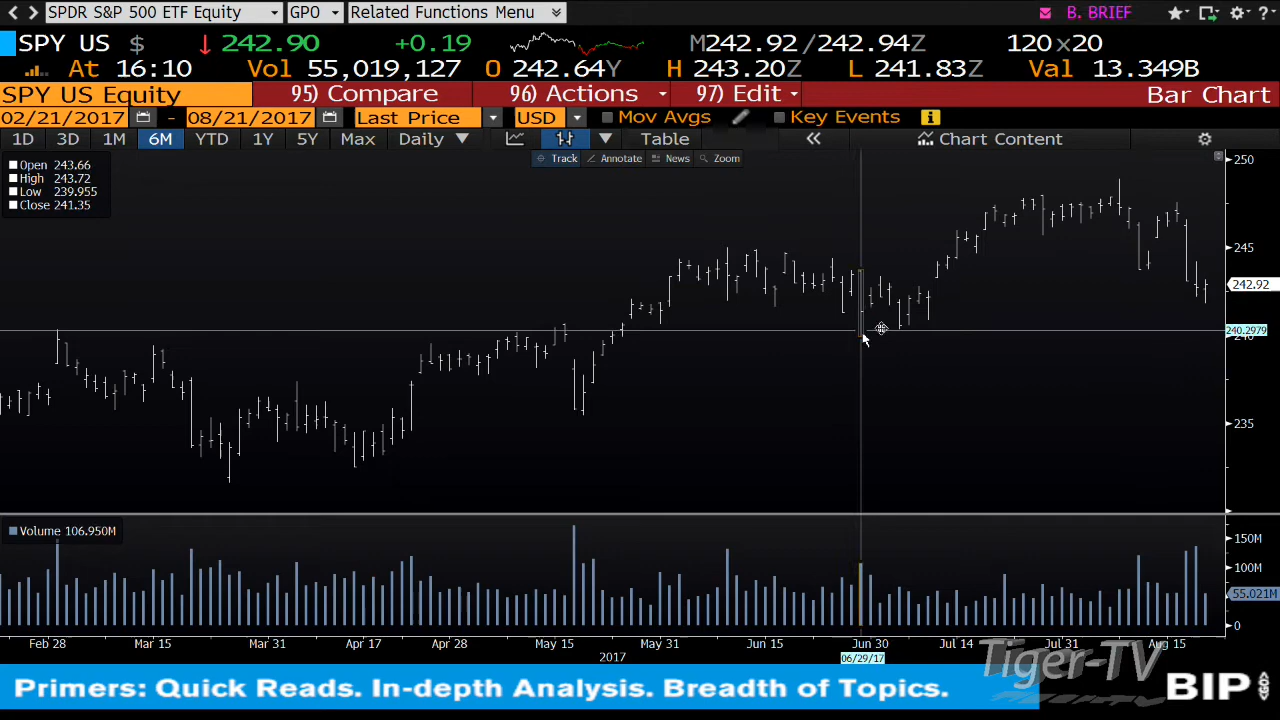 SPDR S&P 500 ETF Equity GPO Related Functions Menu B. BRIEF
SPY US $ 242.90 +0.19 M242.92 / 242.94Z 120 x 20
At 16:10 Vol 55,019,127 O 242.64Y H 243.20Z L 241.83Z Val 13.349B
SPY US Equity 95) Compare 96) Actions 97) Edit Bar Chart
02/21/2017 - 08/21/2017 Last Price USD Mov Avgs Key Events
1D 3D 1M 6M YTD 1Y 5Y Max Daily Table Chart Content
Track Annotate News Zoom
Open 243.66
High 243.72
Low 239.955
Close 241.35
250
245
242.92
240.2979
240
235
Volume 106.950M
150M
100M
55.021M
0
Feb 28 Mar 15 Mar 31 Apr 17 Apr 28 May 15 May 31 Jun 15 Jun 30 Jul 14 Jul 31 Aug 15
2017
06/29/17
Tiger-TV
Primers: Quick Reads. In-depth Analysis. Breadth of Topics.
BIP
<GO>